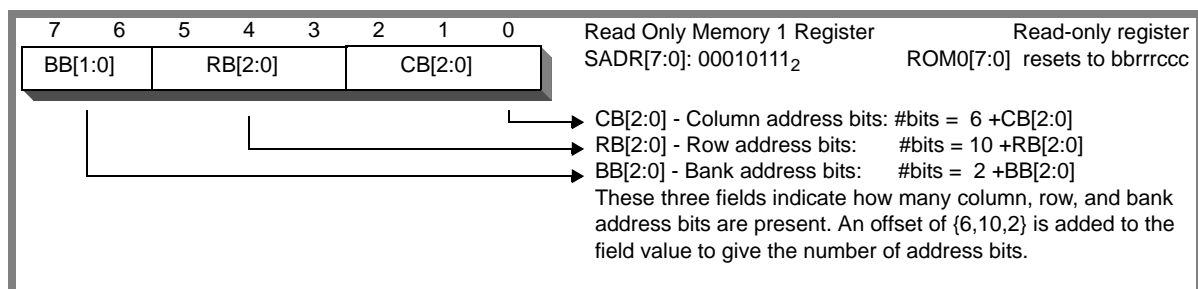 7 6 5 4 3 2 1 0
BB[1:0] RB[2:0] CB[2:0]
Read Only Memory 1 Register Read-only register
SADR[7:0]: 00010111₂ ROM0[7:0] resets to bbrrrccc
CB[2:0] - Column address bits: #bits = 6 +CB[2:0]
RB[2:0] - Row address bits: #bits = 10 +RB[2:0]
BB[2:0] - Bank address bits: #bits = 2 +BB[2:0]
These three fields indicate how many column, row, and bank
address bits are present. An offset of {6,10,2} is added to the
field value to give the number of address bits.